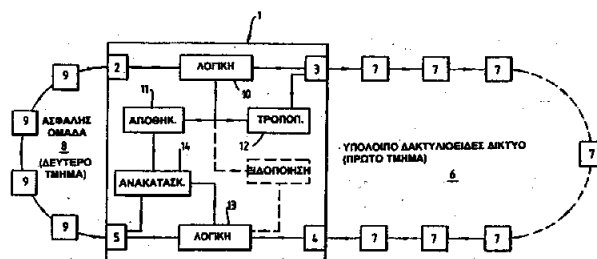 1
9 2 ΛΟΓΙΚΗ 3 7 7 7
9 11 10
ΑΣΦΑΛΗΣ
ΟΜΑΔΑ
8
(ΔΕΥΤΕΡΟ
ΤΜΗΜΑ)
9
ΑΠΟΘΗΚ. ΤΡΟΠΟΠ.
14 12
ΥΠΟΛΟΙΠΟ ΔΑΚΤΥΛΙΟΕΙΔΕΣ ΔΙΚΤΥΟ
(ΠΡΩΤΟ ΤΜΗΜΑ)
6
7
9
ΑΝΑΚΑΤΑΣΚ. ΕΙΔΟΠΟΙΗΣΗ
13
9 5 ΛΟΓΙΚΗ 4 7 7 7